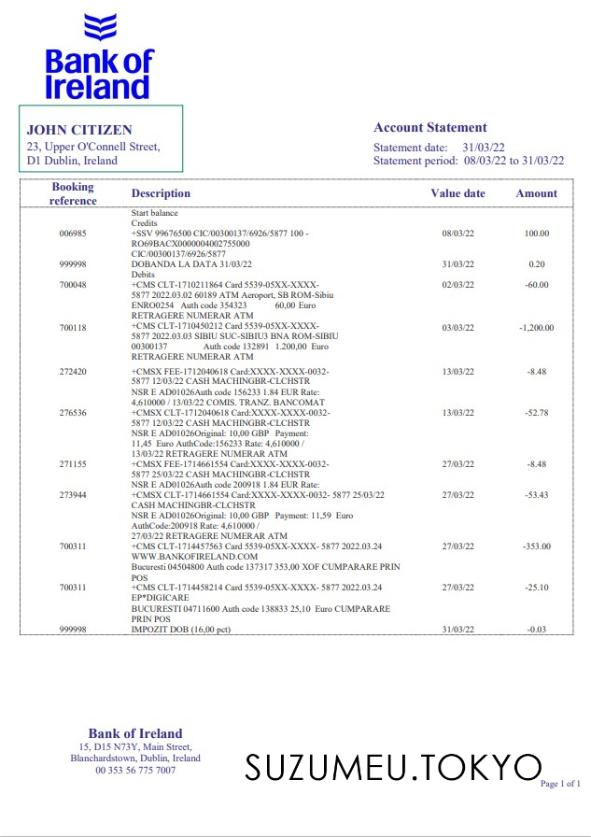 Bank of
Ireland
JOHN CITIZEN
23, Upper O'Connell Street,
D1 Dublin, Ireland
Account Statement
Statement date: 31/03/22
Statement period: 08/03/22 to 31/03/22
Booking reference Description Value date Amount
Start balance
Credits
006985 +SSV 99676500 CIC/00300137/6926/5877 100 - 08/03/22 100.00
RO69BACX0000004002755000
CIC/00300137/6926/5877
999998 DOBANDA LA DATA 31/03/22 31/03/22 0.20
Debits
700048 +CMS CLT-1710211864 Card 5539-05XX-XXXX- 02/03/22 -60.00
5877 2022.03.02 60189 ATM Aeroport, SB ROM-Sibiu
ENRO0254 Auth code 354323 60,00 Euro
RETRAGERE NUMERAR ATM
700118 +CMS CLT-1710450212 Card 5539-05XX-XXXX- 03/03/22 -1,200.00
5877 2022.03.03 SIBIU SUC-SIBIU3 BNA ROM-SIBIU
00300137 Auth code 132891 1.200,00 Euro
RETRAGERE NUMERAR ATM
272420 +CMSX FEE-1712040618 Card:XXXX-XXXX-0032- 13/03/22 -8.48
5877 12/03/22 CASH MACHINGBR-CLCHSTR
NSR E AD01026Auth code 156233 1.84 EUR Rate:
4,610000 / 13/03/22 COMIS. TRANZ. BANCOMAT
276536 +CMSX CLT-1712040618 Card:XXXX-XXXX-0032- 13/03/22 -52.78
5877 12/03/22 CASH MACHINGBR-CLCHSTR
NSR E AD01026Original: 10,00 GBP Payment:
11,45 Euro AuthCode:156233 Rate: 4,610000 /
13/03/22 RETRAGERE NUMERAR ATM
271155 +CMSX FEE-1714661554 Card:XXXX-XXXX-0032- 27/03/22 -8.48
5877 25/03/22 CASH MACHINGBR-CLCHSTR
NSR E AD01026Auth code 200918 1.84 EUR Rate:
273944 +CMSX CLT-1714661554 Card:XXXX-XXXX-0032- 5877 25/03/22 27/03/22 -53.43
CASH MACHINGBR-CLCHSTR
NSR E AD01026Original: 10,00 GBP Payment: 11,59 Euro
AuthCode:200918 Rate: 4,610000 /
27/03/22 RETRAGERE NUMERAR ATM
700311 +CMS CLT-1714457563 Card 5539-05XX-XXXX- 5877 2022.03.24 27/03/22 -353.00
WWW.BANKOFIRELAND.COM
Bucuresti 04504800 Auth code 137317 353,00 XOF CUMPARARE PRIN
POS
700311 +CMS CLT-1714458214 Card 5539-05XX-XXXX- 5877 2022.03.24 27/03/22 -25.10
EP*DIGICARE
BUCURESTI 04711600 Auth code 138833 25,10 Euro CUMPARARE
PRIN POS
999998 IMPOZIT DOB (16,00 pct) 31/03/22 -0.03
Bank of Ireland
15, D15 N73Y, Main Street,
Blanchardstown, Dublin, Ireland
00 353 56 775 7007
SUZUMEU.TOKYO
Page 1 of 1